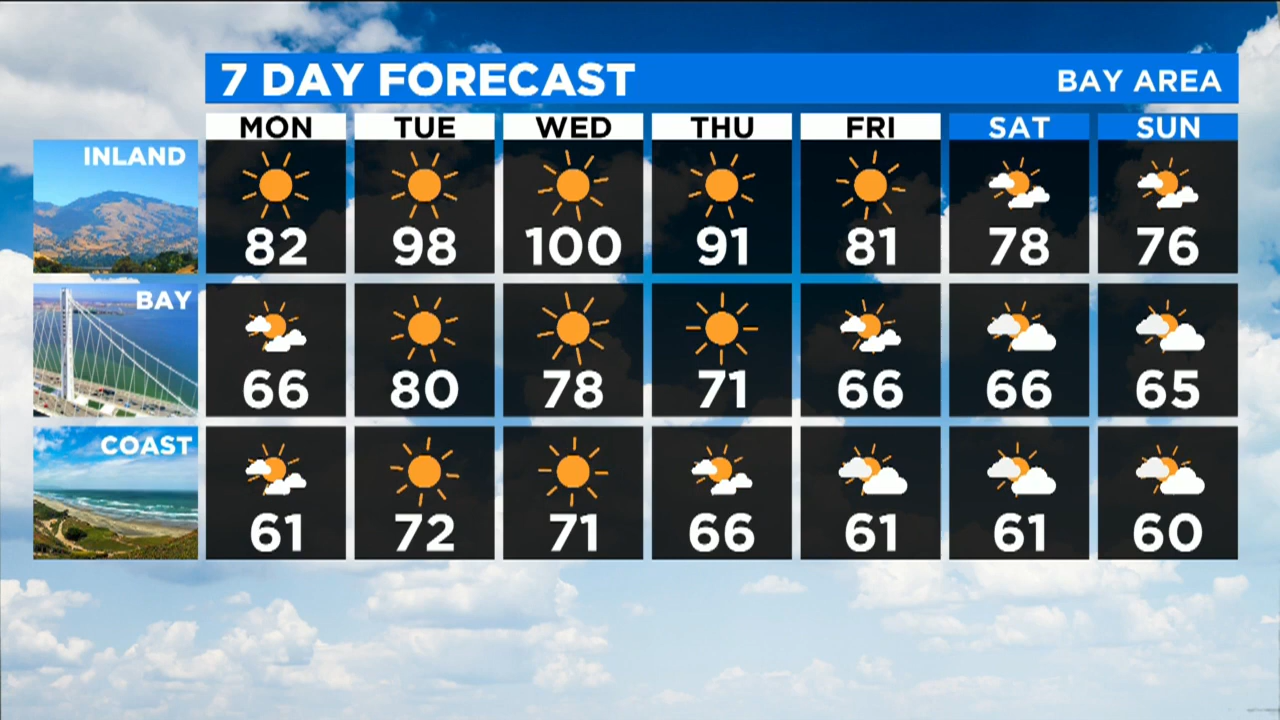 7 DAY FORECAST BAY AREA
MON TUE WED THU FRI SAT SUN
INLAND
82 98 100 91 81 78 76
BAY
66 80 78 71 66 66 65
COAST
61 72 71 66 61 61 60